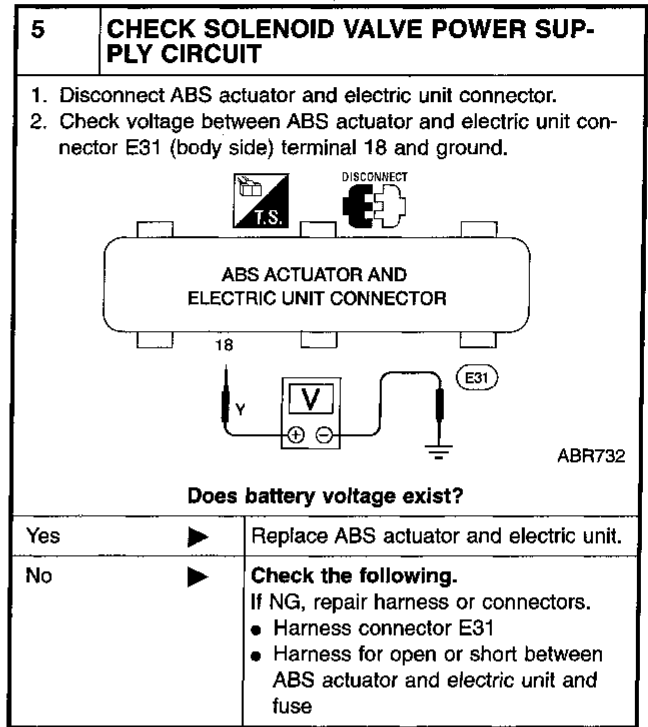 5 CHECK SOLENOID VALVE POWER SUP-
PLY CIRCUIT
1. Disconnect ABS actuator and electric unit connector.
2. Check voltage between ABS actuator and electric unit con-
nector E31 (body side) terminal 18 and ground.
T.S.
DISCONNECT
ABS ACTUATOR AND
ELECTRIC UNIT CONNECTOR
18
Y
V
⊕ ⊖
E31
ABR732
Does battery voltage exist?
Yes ▶ Replace ABS actuator and electric unit.
No ▶ Check the following.
If NG, repair harness or connectors.
● Harness connector E31
● Harness for open or short between
ABS actuator and electric unit and
fuse